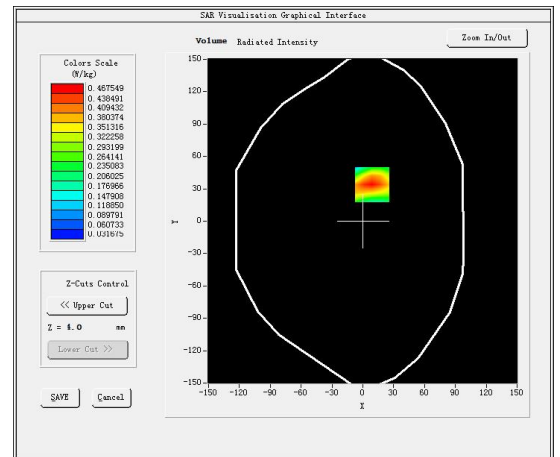 SAR Visualisation Graphical Interface
Volume Radiated Intensity
Zoom In/Out
Colors Scale
(W/kg)
0.467549
0.438491
0.409432
0.380374
0.351316
0.322258
0.293199
0.264141
0.235083
0.206025
0.176966
0.147908
0.118850
0.089791
0.060733
0.031675
Z-Cuts Control
<< Upper Cut
Z = 4.0 mm
Lower Cut >>
SAVE Cancel
150
120
90
60
30
0
-30
-60
-90
-120
-150
Y
-150 -120 -90 -60 -30 0 30 60 90 120 150
X